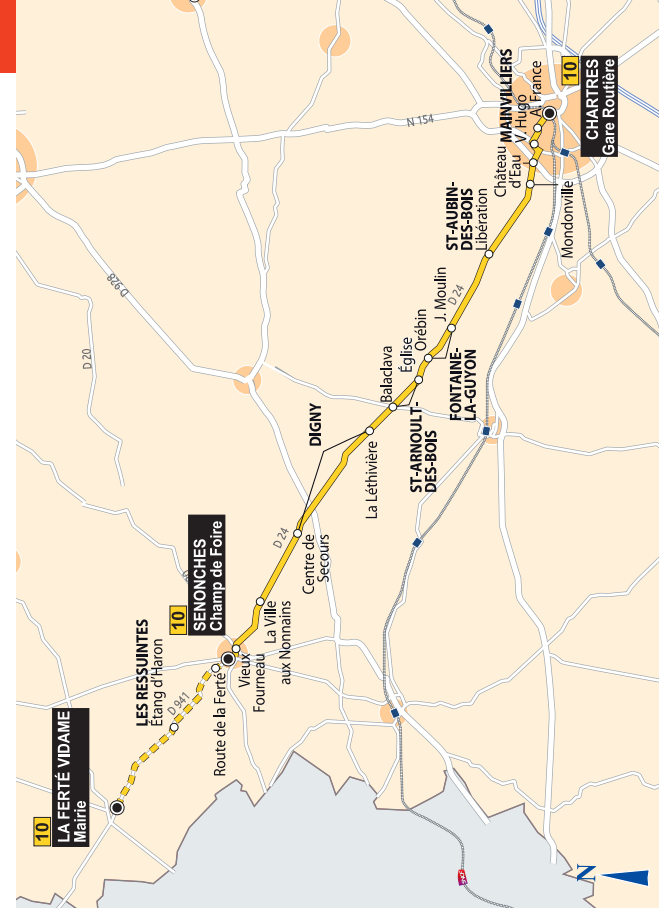 10
LA FERTÉ VIDAME
Mairie
LES RESSUINTES
Etang d'Haron
D 941
Route de la Ferté
10
SENONCHES
Champ de Foire
Vieux
Fourneau
La Ville
aux Nonnains
D 24
Centre de
Secours
DIGNY
La Léthivière
Balaclava
Église
ST-ARNOULT-
DES-BOIS
Orébin
J. Moulin
FONTAINE-
LA-GUYON
D 24
ST-AUBIN-
DES-BOIS
Libération
Mondonville
Château
d'Eau
MAINVILLIERS
V. Hugo
A. France
10
CHARTRES
Gare Routière
N 154
D 928
D 20
N
SNCF